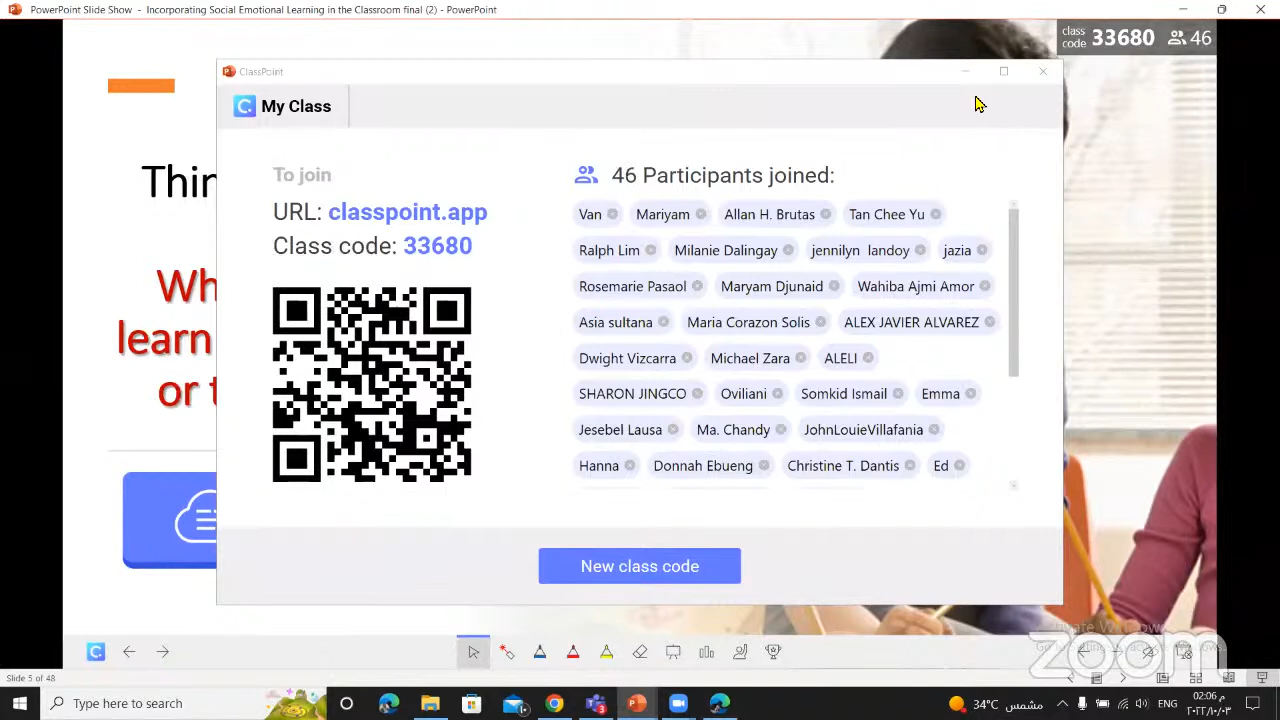 PowerPoint Slide Show - Incorporating Social Emotional Learning in the Classroom final (2) - PowerPoint
class code 33680 46
ClassPoint
My Class
Thin
Wh
learn
or t
To join
URL: classpoint.app
Class code: 33680
46 Participants joined:
Van Mariyam Allan H. Brutas Tan Chee Yu
Ralph Lim Milanie Dalingay jennilyn landoy jazia
Rosemarie Pasaol Maryam Djunaid Wahiba Ajmi Amor
Asia sultana Maria Corazon Solis ALEX JAVIER ALVAREZ
Dwight Vizcarra Michael Zara ALELI
SHARON JINGCO Oviliani Somkid Ismail Emma
Jesebel Lausa Ma. Chandy JohnLouieVillafania
Hanna Donnah Ebueng Christine T. Dantis Ed
New class code
Activate Windows
zoom
Slide 5 of 48
Type here to search
34°C مشمس
ENG
02:06 م